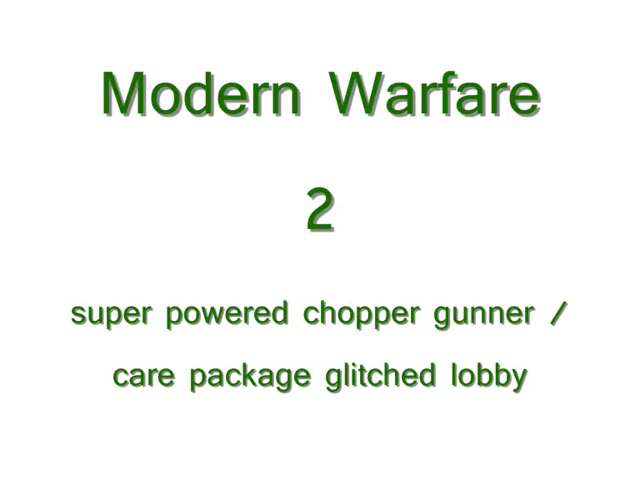 Modern Warfare
2
super powered chopper gunner /
care package glitched lobby